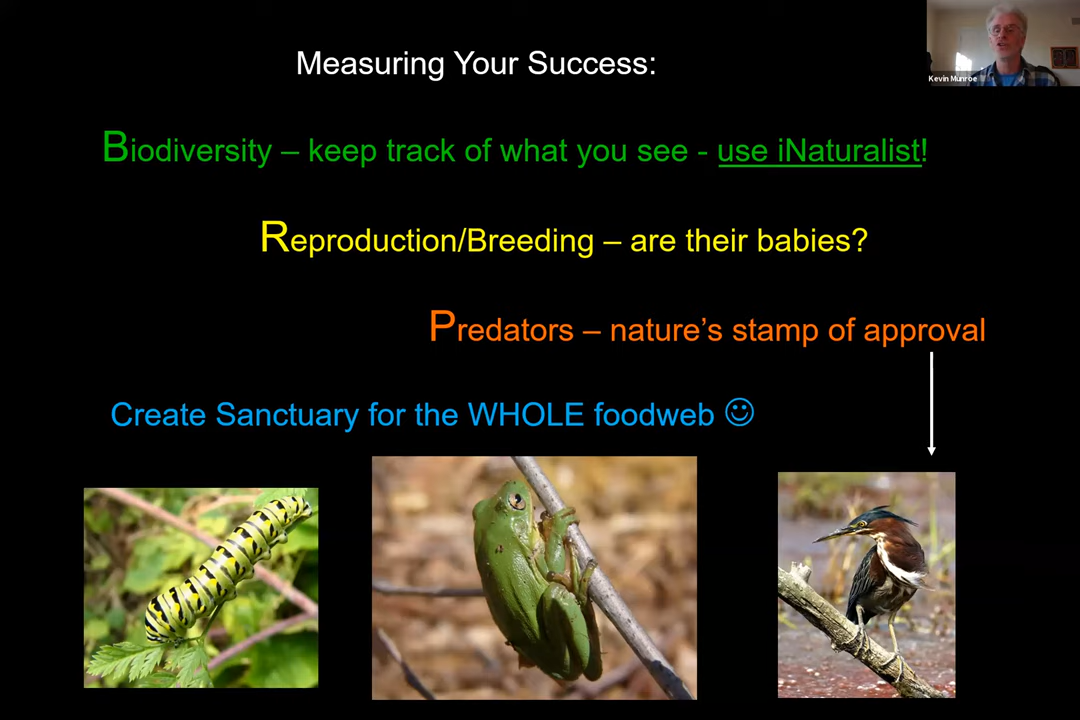 Kevin Munroe
Measuring Your Success:
Biodiversity – keep track of what you see - use iNaturalist!
Reproduction/Breeding – are their babies?
Predators – nature’s stamp of approval
Create Sanctuary for the WHOLE foodweb ☺